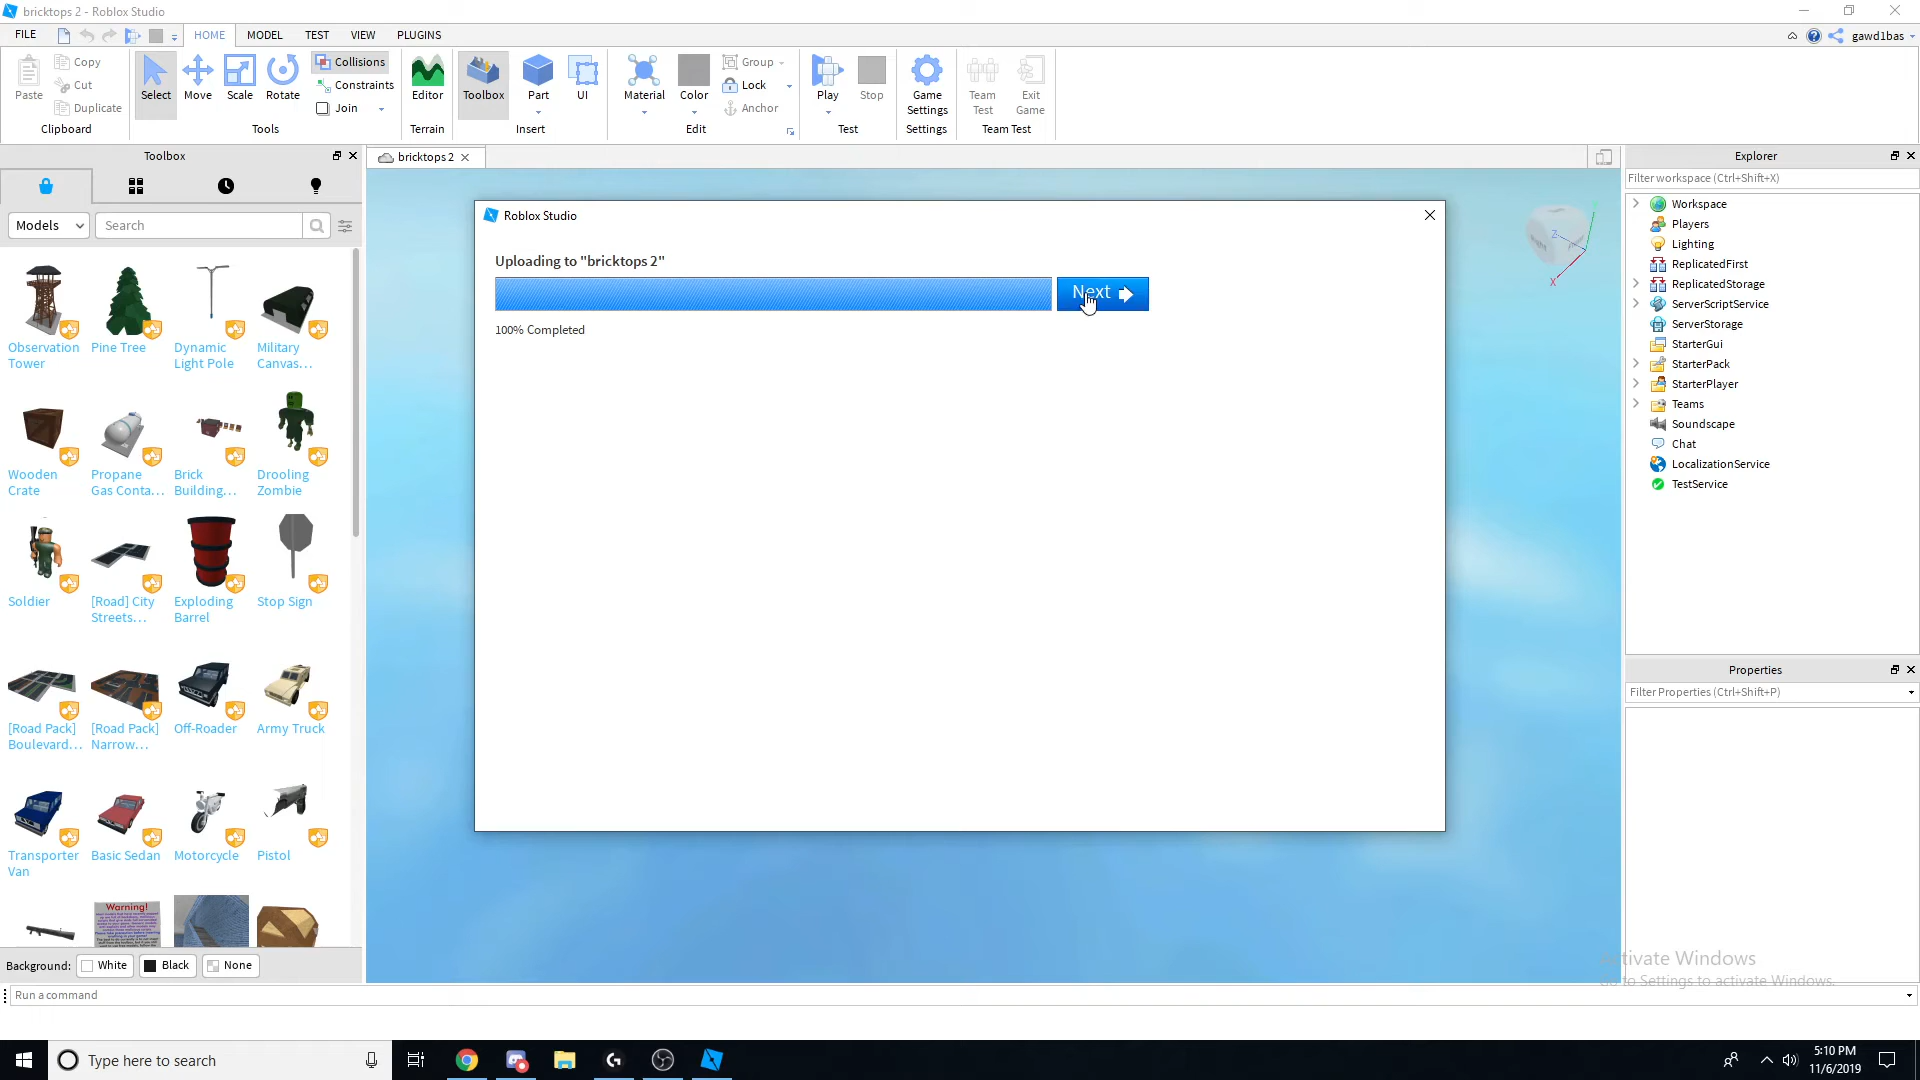 bricktops 2 - Roblox Studio
FILE
HOME
MODEL
TEST
VIEW
PLUGINS
gawd1bas
Paste
Copy
Cut
Duplicate
Clipboard
Select
Move
Scale
Rotate
Collisions
Constraints
Join
Tools
Editor
Terrain
Toolbox
Part
UI
Insert
Material
Color
Group
Lock
Anchor
Edit
Play
Stop
Test
Game
Settings
Settings
Team
Test
Exit
Game
Team Test
Toolbox
Models
Search
Observation
Tower
Pine Tree
Dynamic
Light Pole
Military
Canvas...
Wooden
Crate
Propane
Gas Conta...
Brick
Building...
Drooling
Zombie
Soldier
[Road] City
Streets...
Exploding
Barrel
Stop Sign
[Road Pack]
Boulevard...
[Road Pack]
Narrow...
Off-Roader
Army Truck
Transporter
Van
Basic Sedan
Motorcycle
Pistol
Warning!
Background:
White
Black
None
Run a command
bricktops 2
Roblox Studio
Uploading to "bricktops 2"
Next
100% Completed
Z
X
Explorer
Filter workspace (Ctrl+Shift+X)
Workspace
Players
Lighting
ReplicatedFirst
ReplicatedStorage
ServerScriptService
ServerStorage
StarterGui
StarterPack
StarterPlayer
Teams
Soundscape
Chat
LocalizationService
TestService
Properties
Filter Properties (Ctrl+Shift+P)
tivate Windows
to Settings to activate Windows.
Type here to search
5:10 PM
11/6/2019